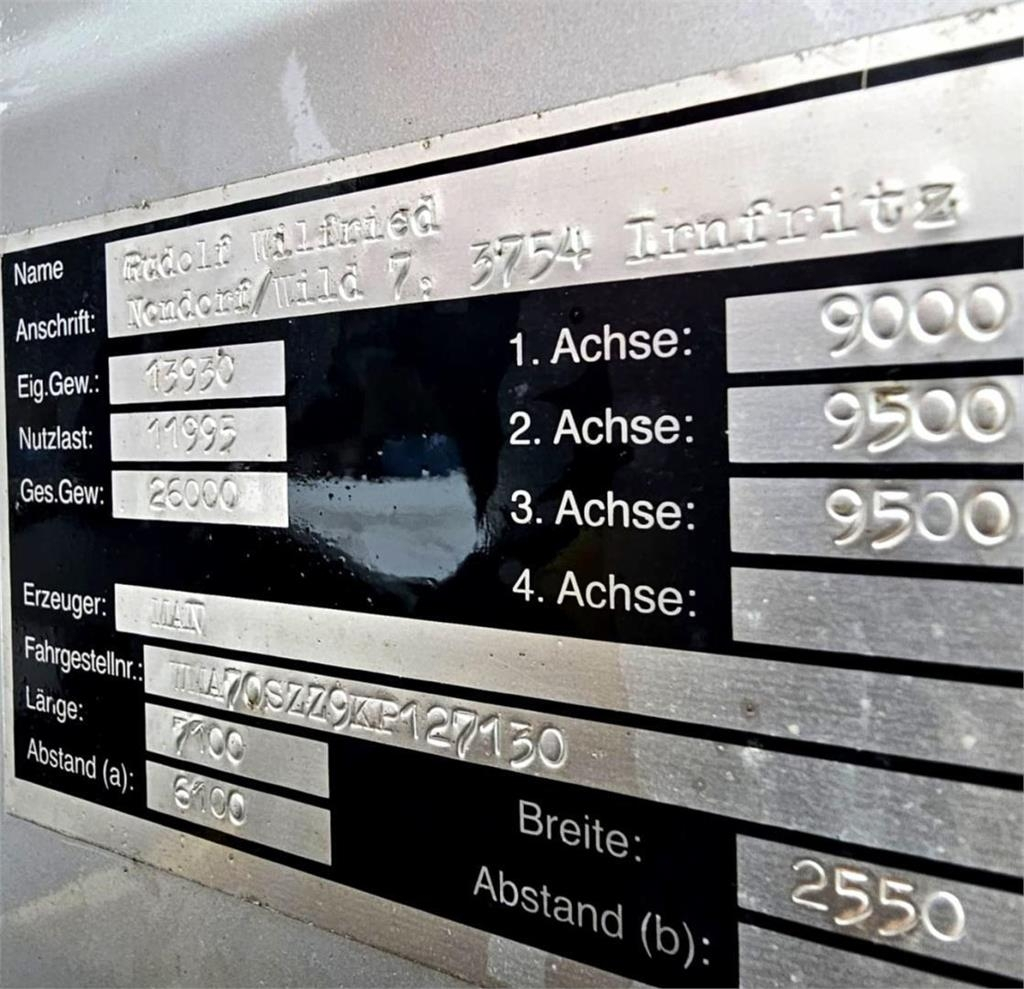 Name Rudolf Wilfried
Anschrift: Nondorf/Wild 7, 3754 Irnfritz
Eig.Gew.: 13930
Nutzlast: 11995
Ges.Gew: 26000
1. Achse: 9000
2. Achse: 9500
3. Achse: 9500
4. Achse:
Erzeuger: MAN
Fahrgestellnr.: WMA70SZZ9KP127130
Länge: 7100
Abstand (a): 6100
Breite: 2550
Abstand (b):